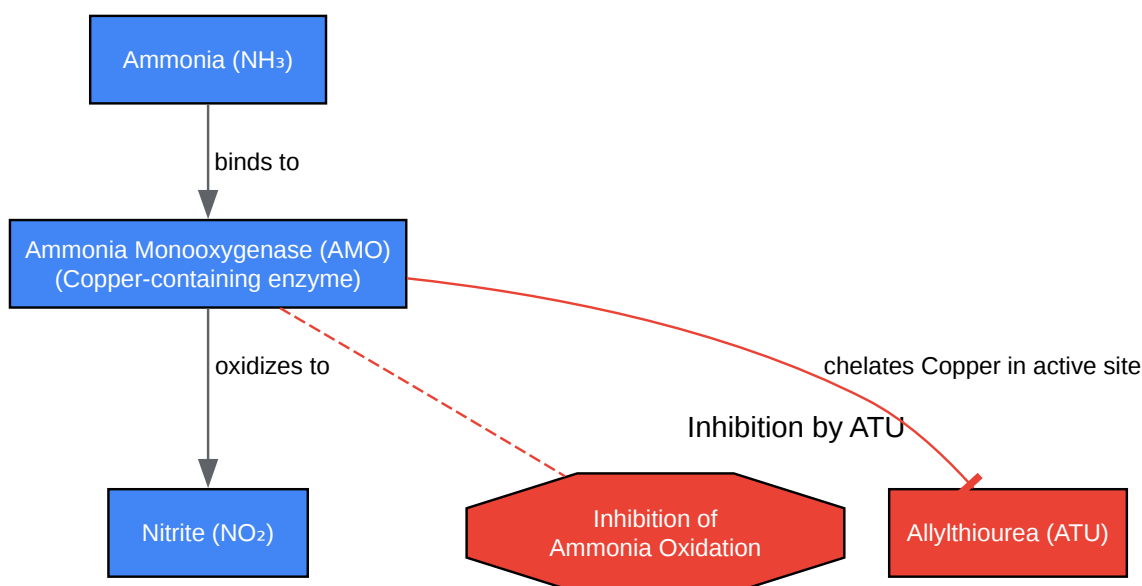 Ammonia (NH₃)
binds to
Ammonia Monooxygenase (AMO)
(Copper-containing enzyme)
oxidizes to
chelates Copper in active site
Inhibition by ATU
Nitrite (NO₂)
Inhibition of
Ammonia Oxidation
Allylthiourea (ATU)